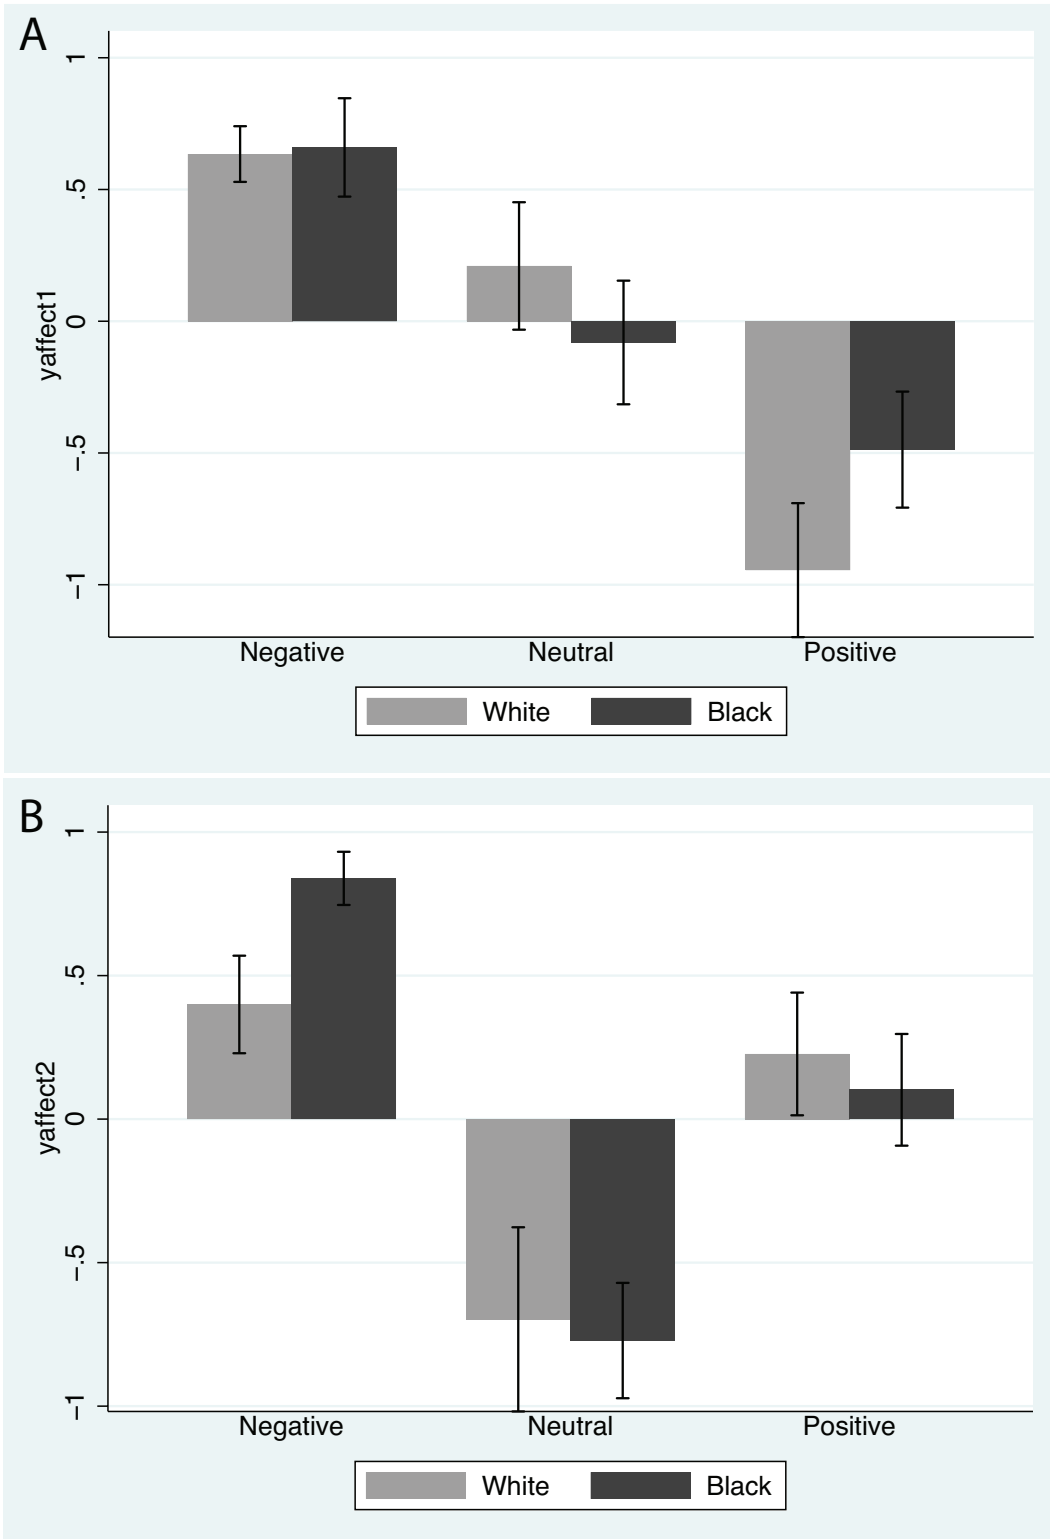 A
1
.5
0
−.5
−1
yaffect1
Negative Neutral Positive
White Black
B
1
.5
0
−.5
−1
yaffect2
Negative Neutral Positive
White Black